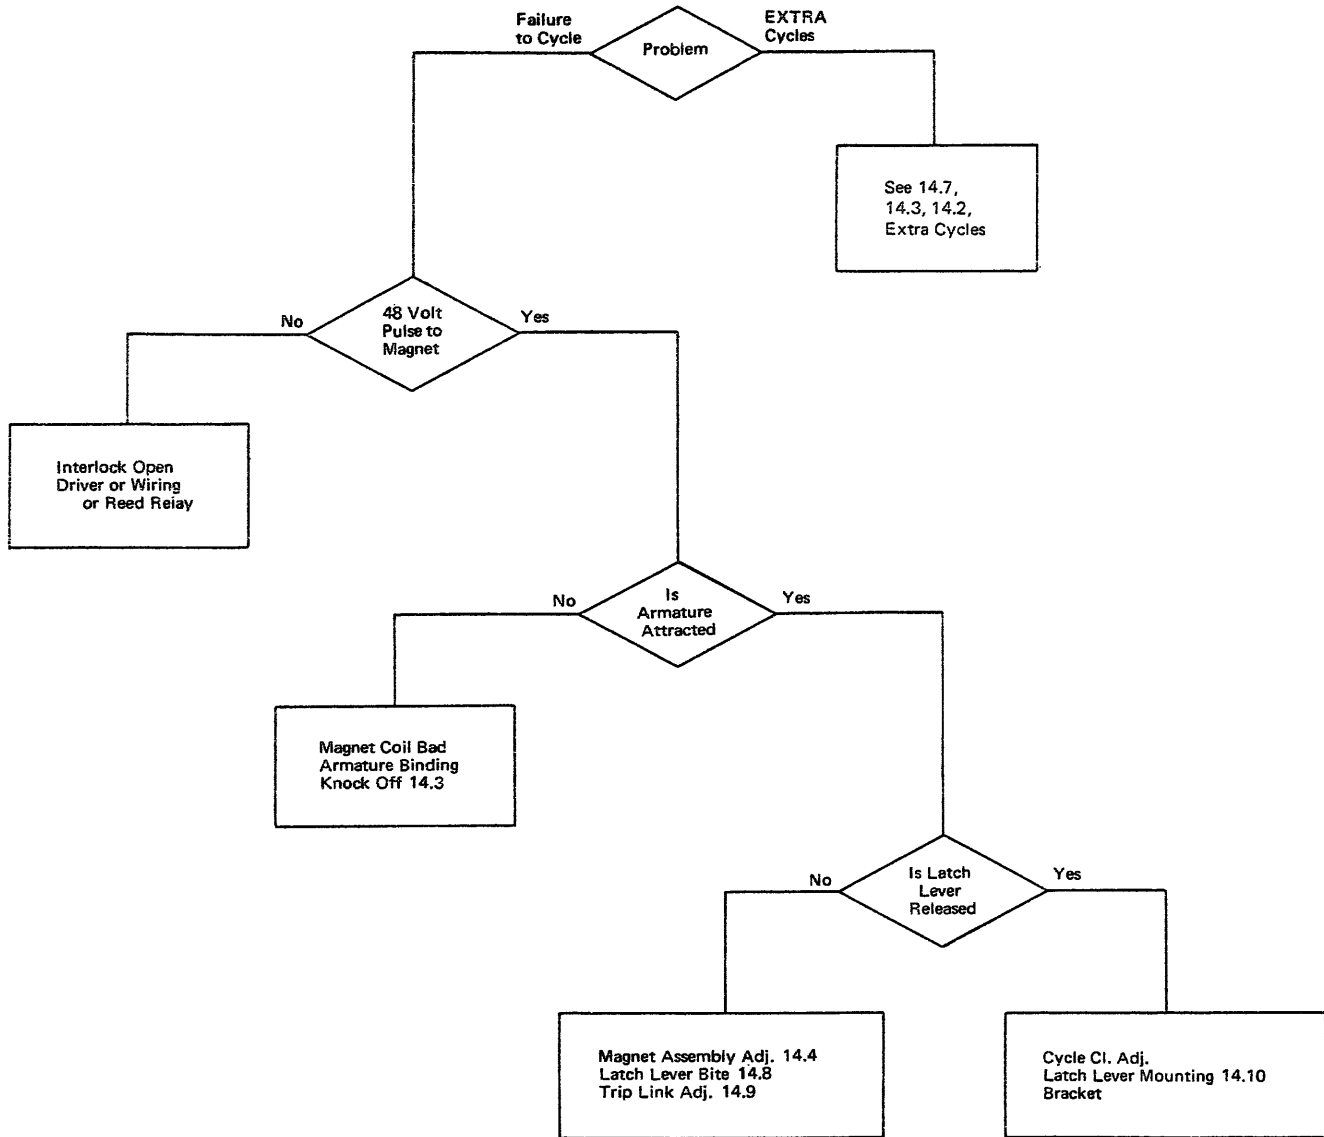 Failure
to Cycle
Problem
EXTRA
Cycles
See 14.7,
14.3, 14.2,
Extra Cycles
No
48 Volt
Pulse to
Magnet
Yes
Interlock Open
Driver or Wiring
or Reed Relay
No
Is
Armature
Attracted
Yes
Magnet Coil Bad
Armature Binding
Knock Off 14.3
No
Is Latch
Lever
Released
Yes
Magnet Assembly Adj. 14.4
Latch Lever Bite 14.8
Trip Link Adj. 14.9
Cycle Cl. Adj.
Latch Lever Mounting 14.10
Bracket